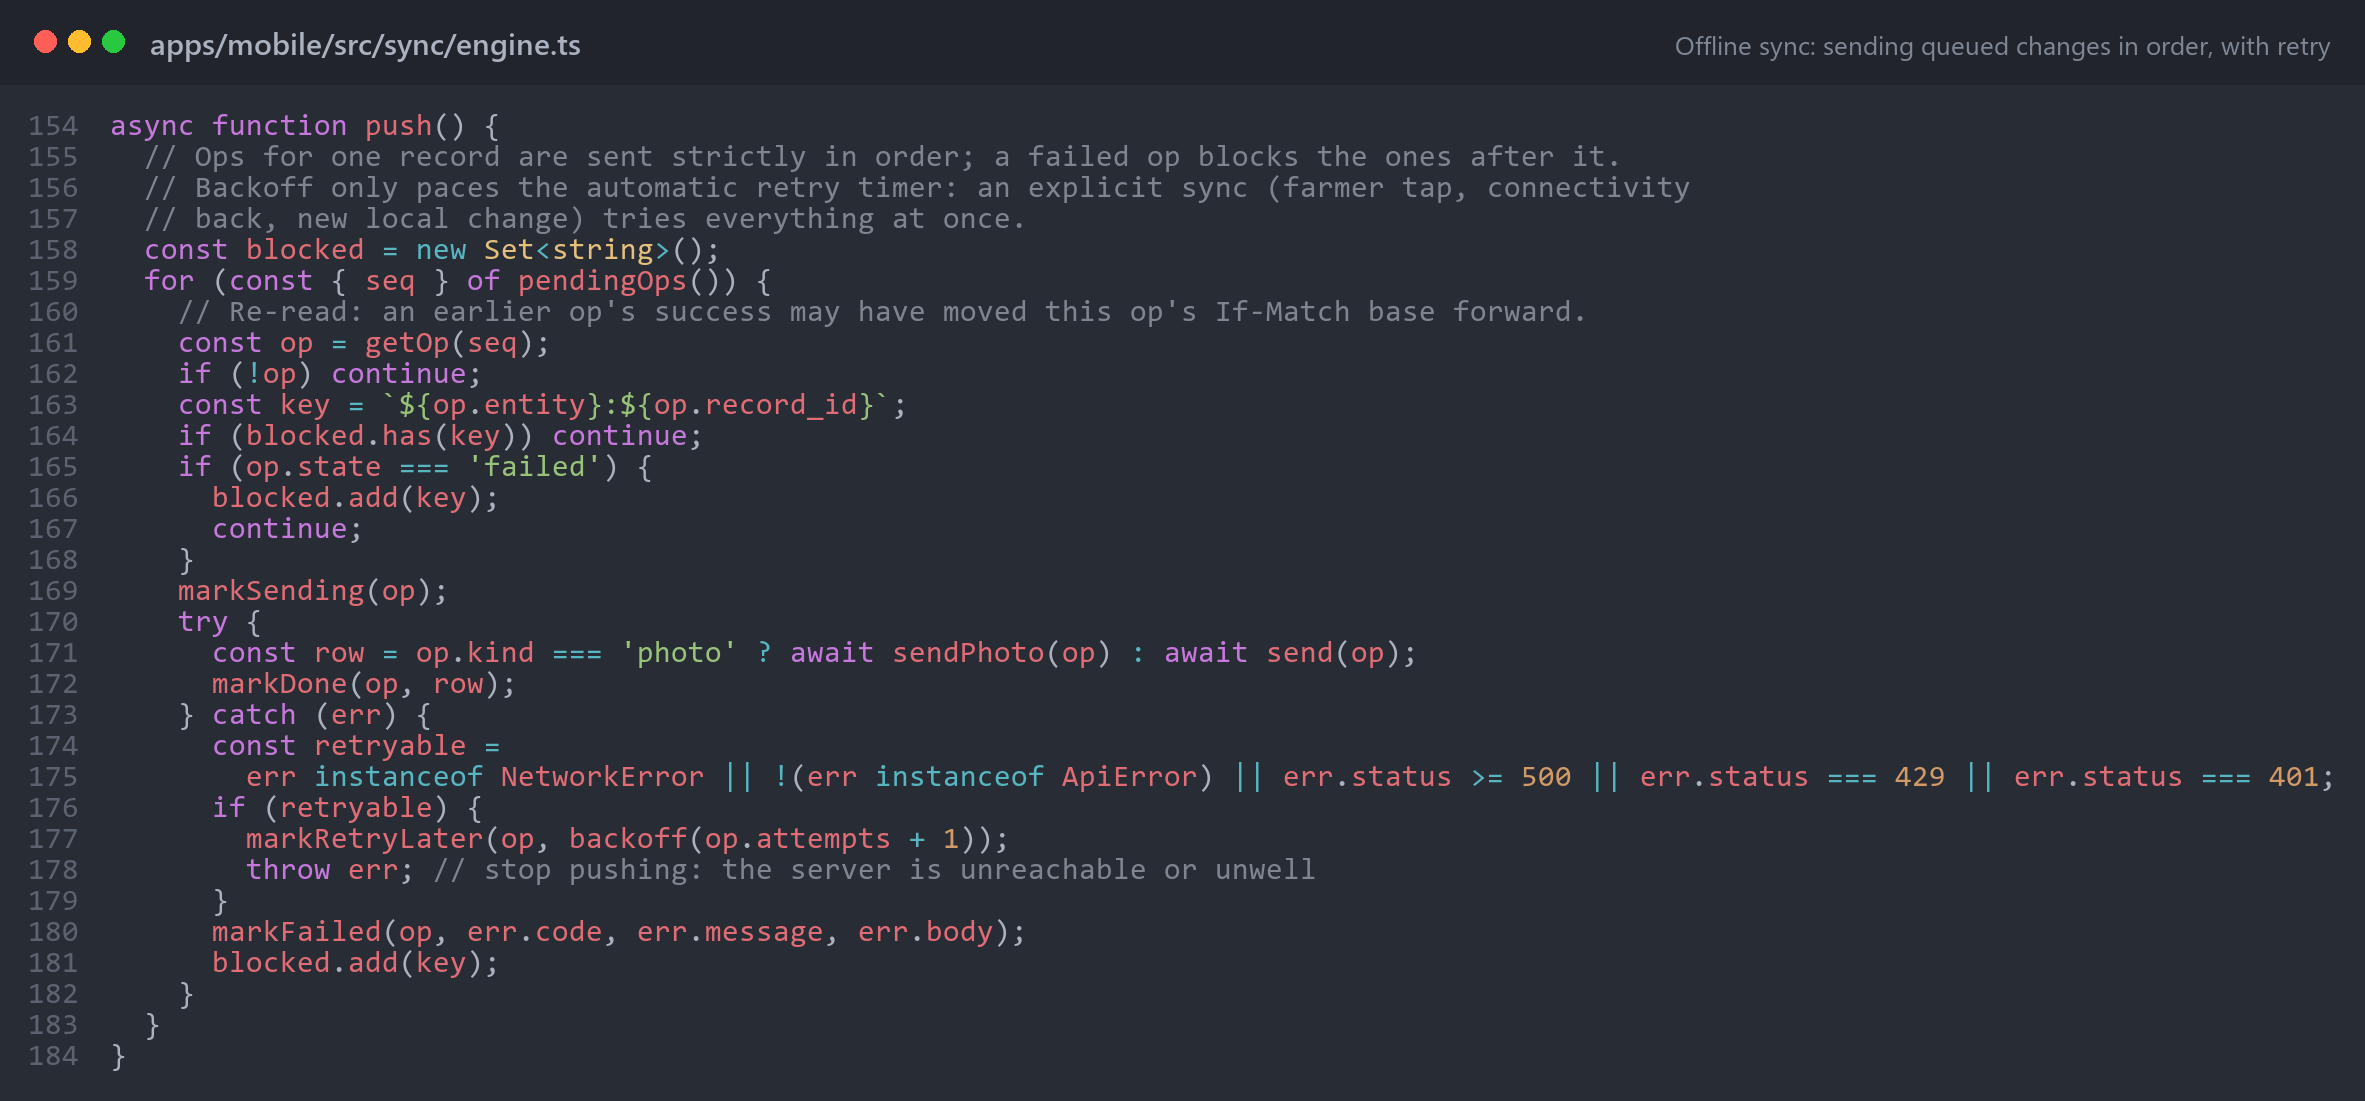 apps/mobile/src/sync/engine.ts
Offline sync: sending queued changes in order, with retry
154 async function push() {
155   // Ops for one record are sent strictly in order; a failed op blocks the ones after it.
156   // Backoff only paces the automatic retry timer: an explicit sync (farmer tap, connectivity
157   // back, new local change) tries everything at once.
158   const blocked = new Set<string>();
159   for (const { seq } of pendingOps()) {
160     // Re-read: an earlier op's success may have moved this op's If-Match base forward.
161     const op = getOp(seq);
162     if (!op) continue;
163     const key = `${op.entity}:${op.record_id}`;
164     if (blocked.has(key)) continue;
165     if (op.state === 'failed') {
166       blocked.add(key);
167       continue;
168     }
169     markSending(op);
170     try {
171       const row = op.kind === 'photo' ? await sendPhoto(op) : await send(op);
172       markDone(op, row);
173     } catch (err) {
174       const retryable =
175         err instanceof NetworkError || !(err instanceof ApiError) || err.status >= 500 || err.status === 429 || err.status === 401;
176       if (retryable) {
177         markRetryLater(op, backoff(op.attempts + 1));
178         throw err; // stop pushing: the server is unreachable or unwell
179       }
180       markFailed(op, err.code, err.message, err.body);
181       blocked.add(key);
182     }
183   }
184 }